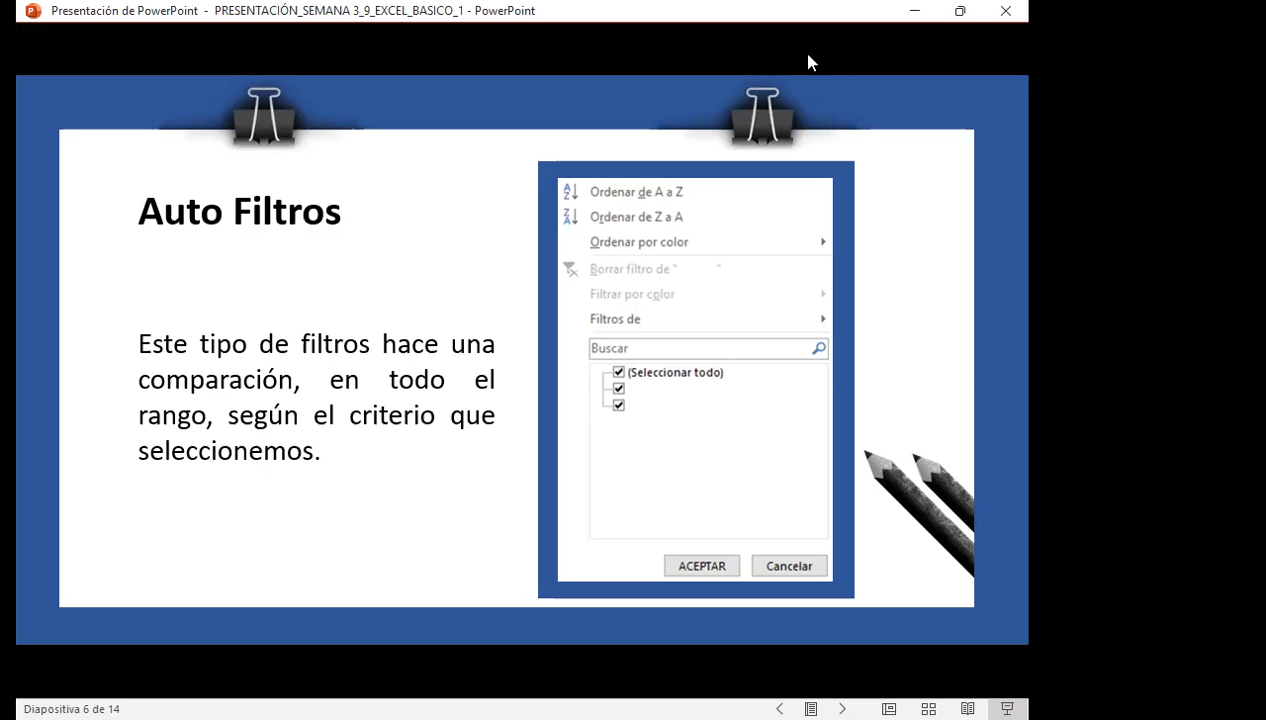 Presentación de PowerPoint - PRESENTACIÓN_SEMANA 3_9_EXCEL_BASICO_1 - PowerPoint
Auto Filtros
Este tipo de filtros hace una
comparación, en todo el
rango, según el criterio que
seleccionemos.
Ordenar de A a Z
Ordenar de Z a A
Ordenar por color
Borrar filtro de " "
Filtrar por color
Filtros de
Buscar
(Seleccionar todo)
ACEPTAR Cancelar
Diapositiva 6 de 14